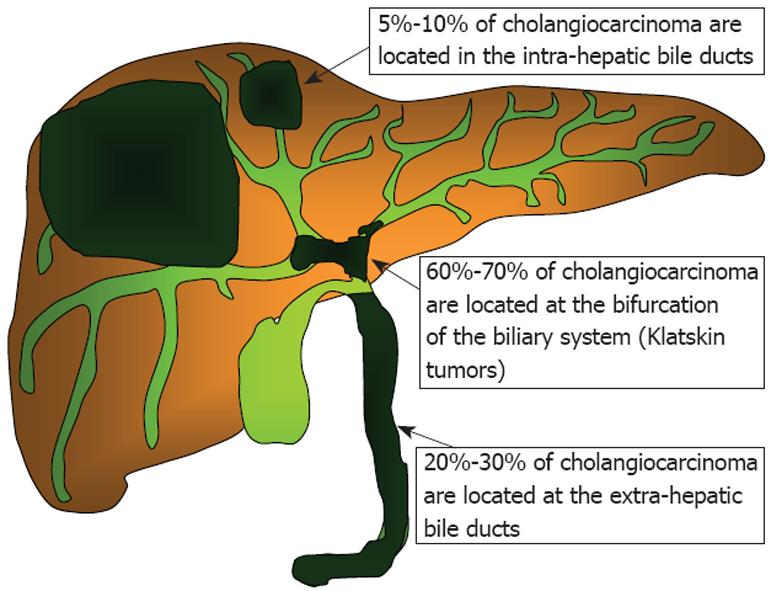 5%-10% of cholangiocarcinoma are
located in the intra-hepatic bile ducts
60%-70% of cholangiocarcinoma
are located at the bifurcation
of the biliary system (Klatskin
tumors)
20%-30% of cholangiocarcinoma
are located at the extra-hepatic
bile ducts